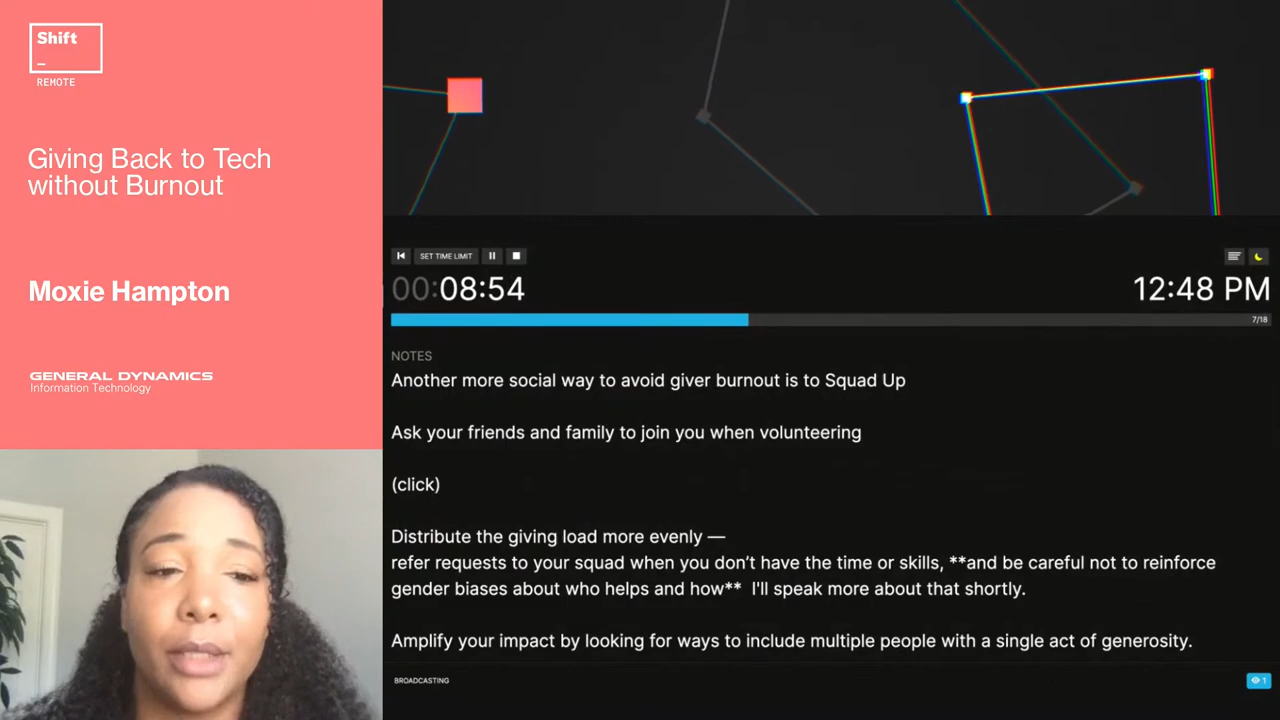 Shift
_
REMOTE
Giving Back to Tech
without Burnout
Moxie Hampton
GENERAL DYNAMICS
Information Technology
SET TIME LIMIT
00:08:54
12:48 PM
7/18
NOTES
Another more social way to avoid giver burnout is to Squad Up
Ask your friends and family to join you when volunteering
(click)
Distribute the giving load more evenly —
refer requests to your squad when you don’t have the time or skills, **and be careful not to reinforce
gender biases about who helps and how**  I'll speak more about that shortly.
Amplify your impact by looking for ways to include multiple people with a single act of generosity.
BROADCASTING
1